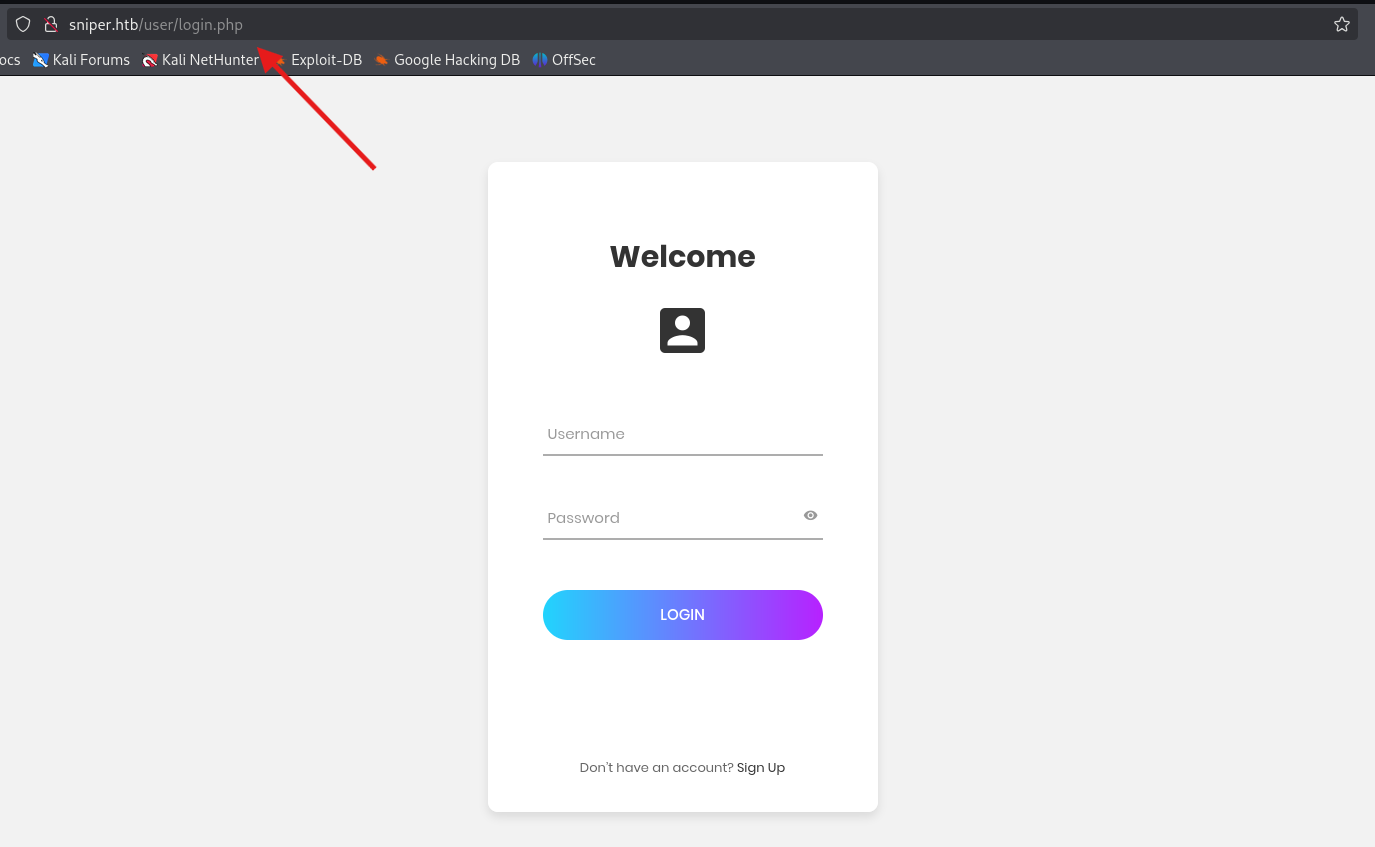 sniper.htb/user/login.php
ocs Kali Forums Kali NetHunter Exploit-DB Google Hacking DB OffSec
Welcome
Username
Password
LOGIN
Don't have an account? Sign Up